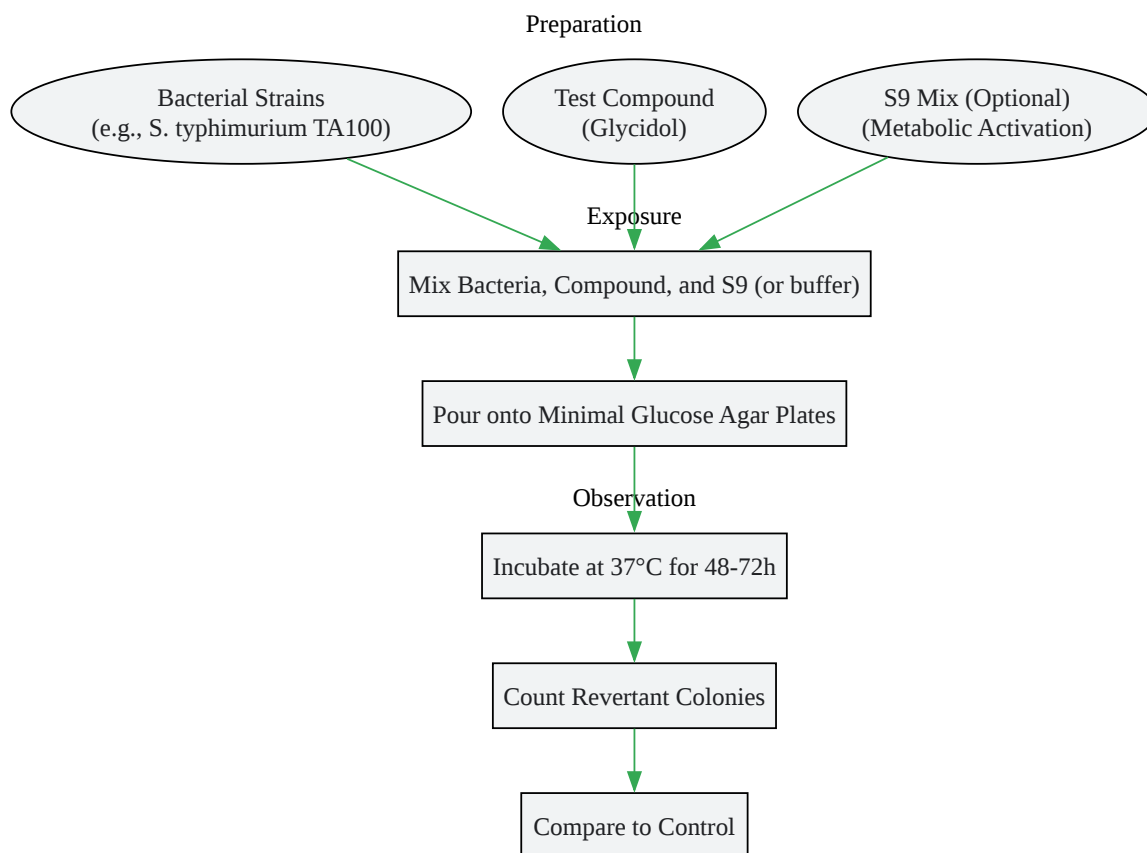 Preparation
Bacterial Strains
(e.g., S. typhimurium TA100)
Test Compound
(Glycidol)
S9 Mix (Optional)
(Metabolic Activation)
Exposure
Mix Bacteria, Compound, and S9 (or buffer)
Pour onto Minimal Glucose Agar Plates
Observation
Incubate at 37°C for 48-72h
Count Revertant Colonies
Compare to Control